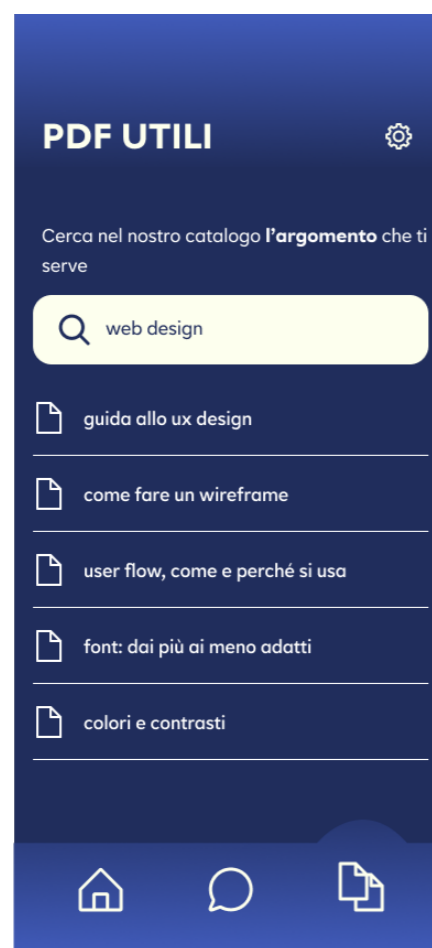 PDF UTILI
Cerca nel nostro catalogo l'argomento che ti
serve
web design
guida allo ux design
come fare un wireframe
user flow, come e perché si usa
font: dai più ai meno adatti
colori e contrasti